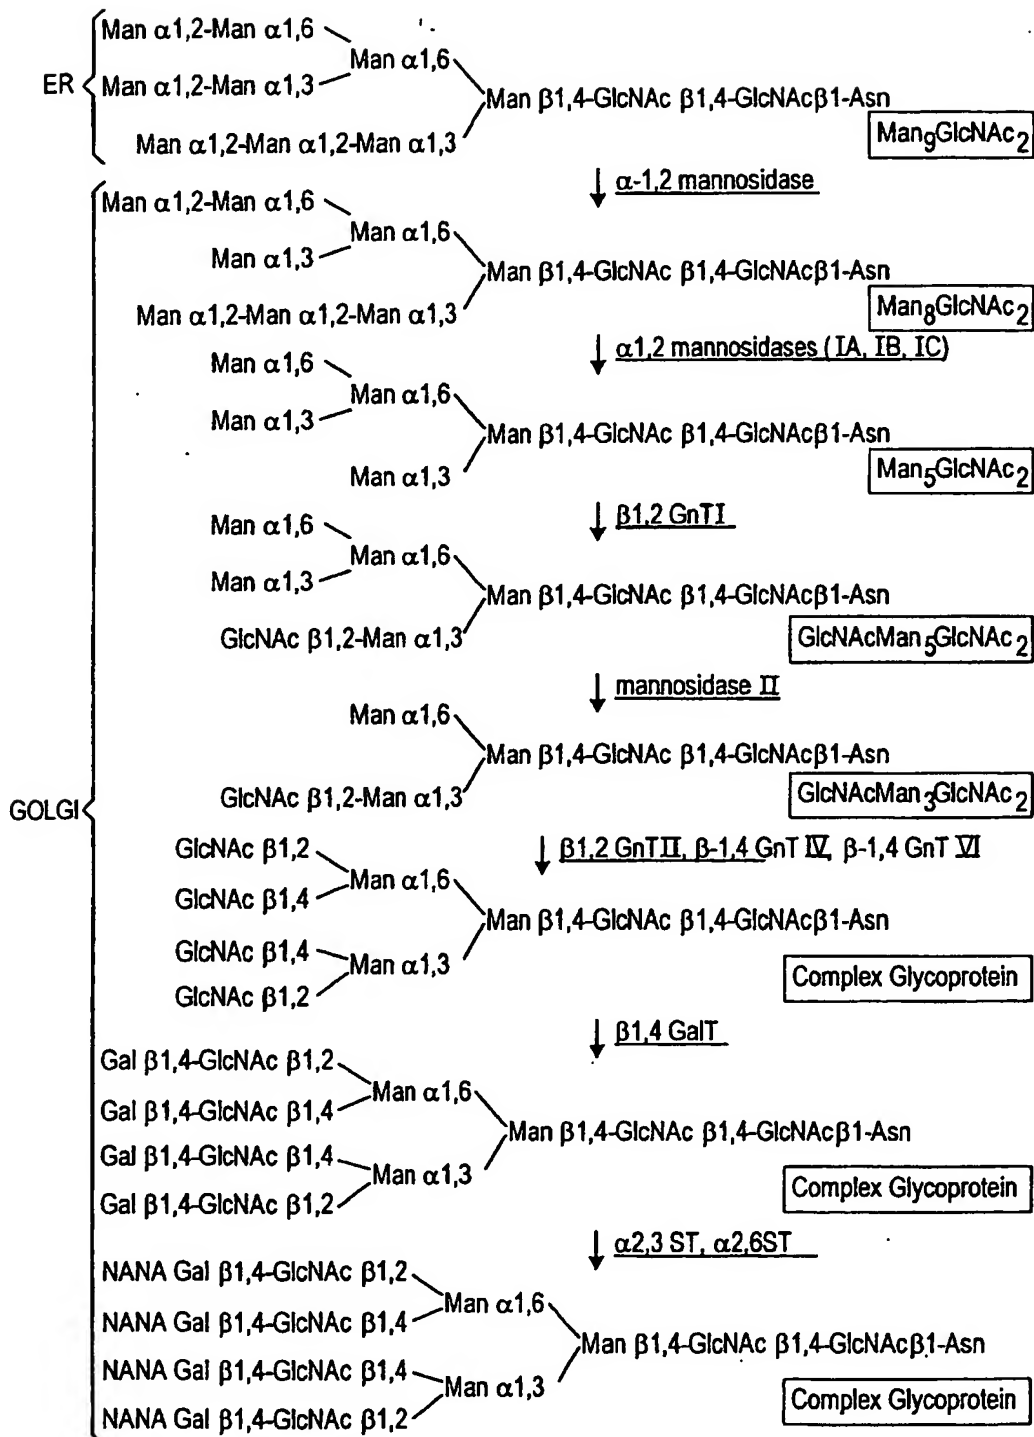 Man α1,2-Man α1,6
Man α1,6
ER
Man α1,2-Man α1,3
Man β1,4-GlcNAc β1,4-GlcNAcβ1-Asn
Man α1,2-Man α1,2-Man α1,3
Man9GlcNAc2
α-1,2 mannosidase
Man α1,2-Man α1,6
Man α1,6
Man α1,3
Man β1,4-GlcNAc β1,4-GlcNAcβ1-Asn
Man α1,2-Man α1,2-Man α1,3
Man8GlcNAc2
α1,2 mannosidases (IA, IB, IC)
Man α1,6
Man α1,6
Man α1,3
Man β1,4-GlcNAc β1,4-GlcNAcβ1-Asn
Man α1,3
Man5GlcNAc2
β1,2 GnTI
Man α1,6
Man α1,6
Man α1,3
Man β1,4-GlcNAc β1,4-GlcNAcβ1-Asn
GlcNAc β1,2-Man α1,3
GlcNAcMan5GlcNAc2
mannosidase II
Man α1,6
Man β1,4-GlcNAc β1,4-GlcNAcβ1-Asn
GlcNAc β1,2-Man α1,3
GlcNAcMan3GlcNAc2
GOLGI
β1,2 GnTII, β-1,4 GnT IV, β-1,4 GnT VI
GlcNAc β1,2
Man α1,6
GlcNAc β1,4
Man β1,4-GlcNAc β1,4-GlcNAcβ1-Asn
GlcNAc β1,4
Man α1,3
GlcNAc β1,2
Complex Glycoprotein
β1,4 GalT
Gal β1,4-GlcNAc β1,2
Man α1,6
Gal β1,4-GlcNAc β1,4
Man β1,4-GlcNAc β1,4-GlcNAcβ1-Asn
Gal β1,4-GlcNAc β1,4
Man α1,3
Gal β1,4-GlcNAc β1,2
Complex Glycoprotein
α2,3 ST, α2,6ST
NANA Gal β1,4-GlcNAc β1,2
Man α1,6
NANA Gal β1,4-GlcNAc β1,4
Man β1,4-GlcNAc β1,4-GlcNAcβ1-Asn
NANA Gal β1,4-GlcNAc β1,4
Man α1,3
NANA Gal β1,4-GlcNAc β1,2
Complex Glycoprotein